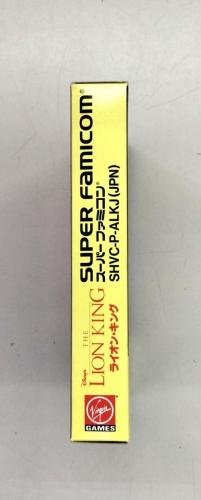 Disney's
THE
LION KING
ライオン・キング
SUPER FAMICOM®
スーパーファミコン®
SHVC-P-ALKJ(JPN)
Virgin
GAMES